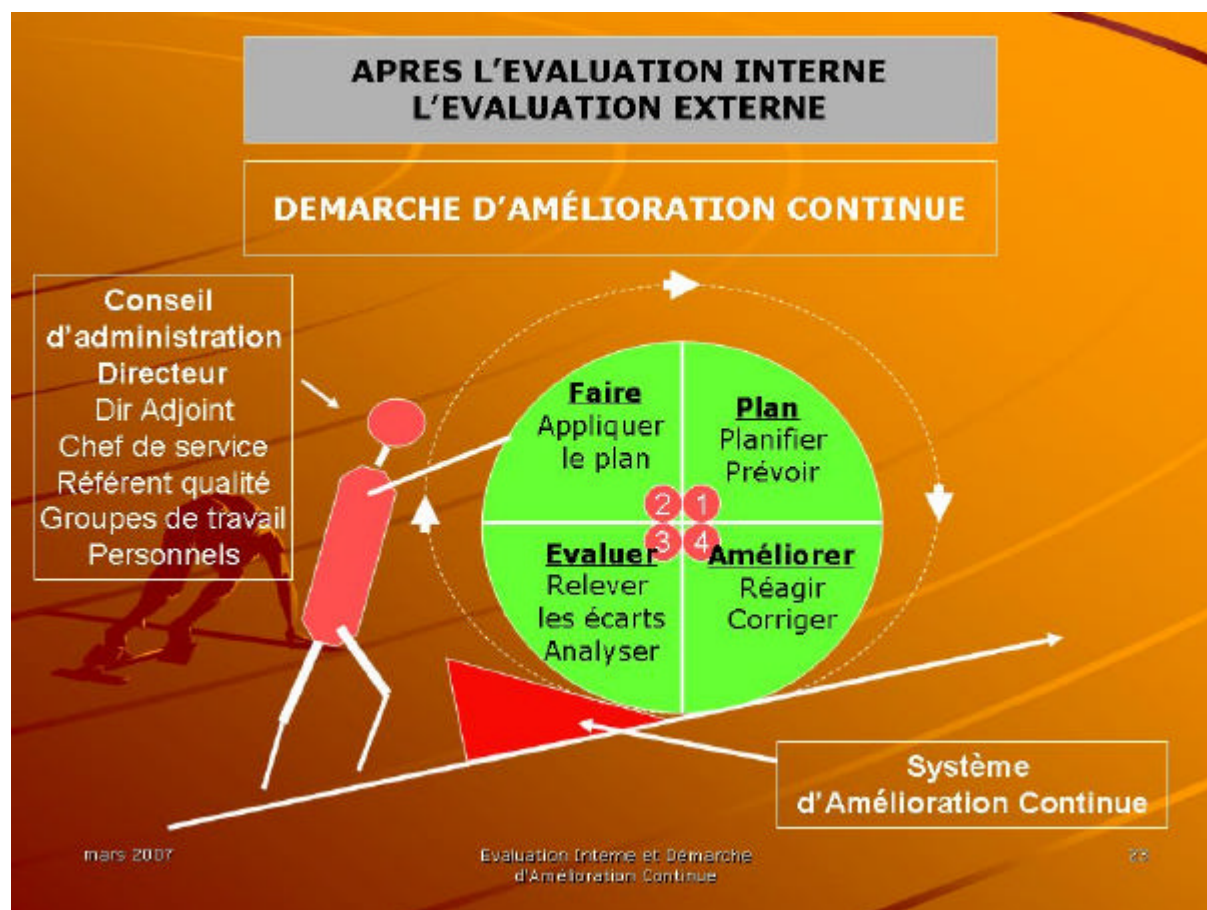 APRES L'EVALUATION INTERNE
L'EVALUATION EXTERNE
DEMARCHE D'AMÉLIORATION CONTINUE
Conseil
d'administration
Directeur
Dir Adjoint
Chef de service
Référent qualité
Groupes de travail
Personnels
Faire
Appliquer
le plan
Plan
Planifier
Prévoir
2
1
3
4
Evaluer
Relever
les écarts
Analyser
Améliorer
Réagir
Corriger
Système
d'Amélioration Continue
mars 2007
Evaluation Interne et Démarche
d'Amélioration Continue